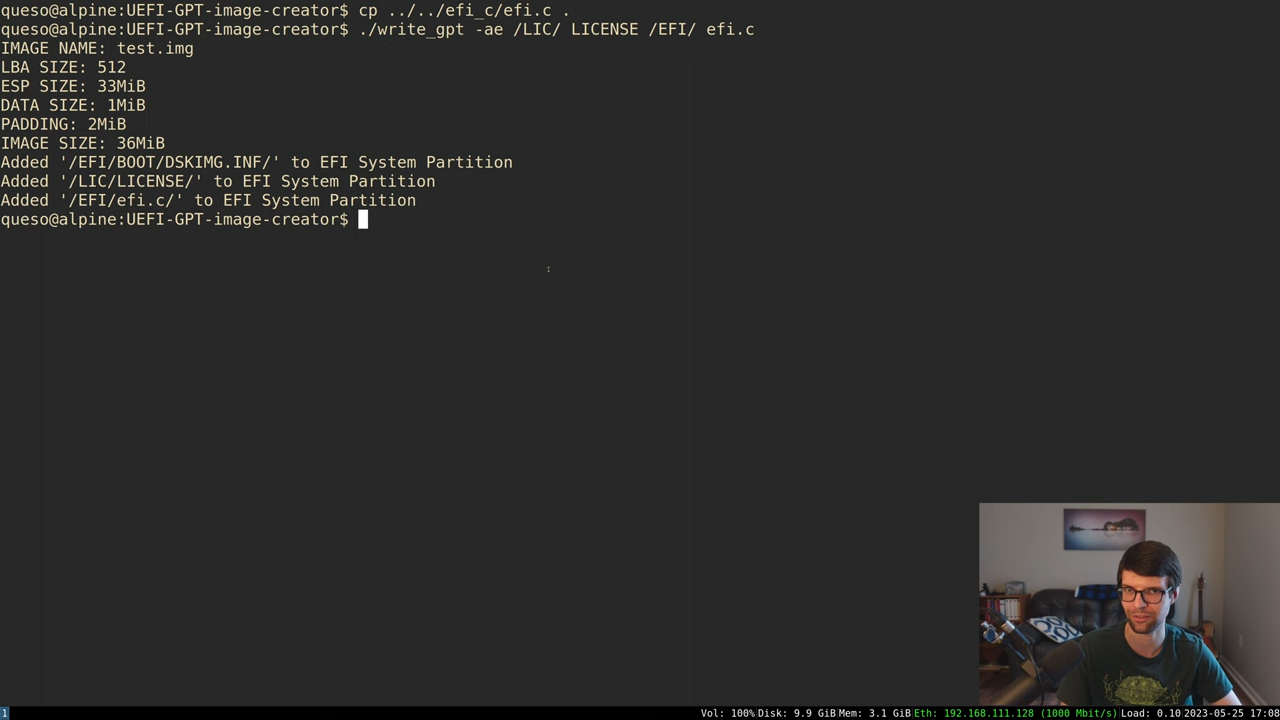 queso@alpine:UEFI-GPT-image-creator$ cp ../../efi_c/efi.c .
queso@alpine:UEFI-GPT-image-creator$ ./write_gpt -ae /LIC/ LICENSE /EFI/ efi.c
IMAGE NAME: test.img
LBA SIZE: 512
ESP SIZE: 33MiB
DATA SIZE: 1MiB
PADDING: 2MiB
IMAGE SIZE: 36MiB
Added '/EFI/BOOT/DSKIMG.INF/' to EFI System Partition
Added '/LIC/LICENSE/' to EFI System Partition
Added '/EFI/efi.c/' to EFI System Partition
queso@alpine:UEFI-GPT-image-creator$
1 Vol: 100% Disk: 9.9 GiB Mem: 3.1 GiB Eth: 192.168.111.128 (1000 Mbit/s) Load: 0.10 2023-05-25 17:08